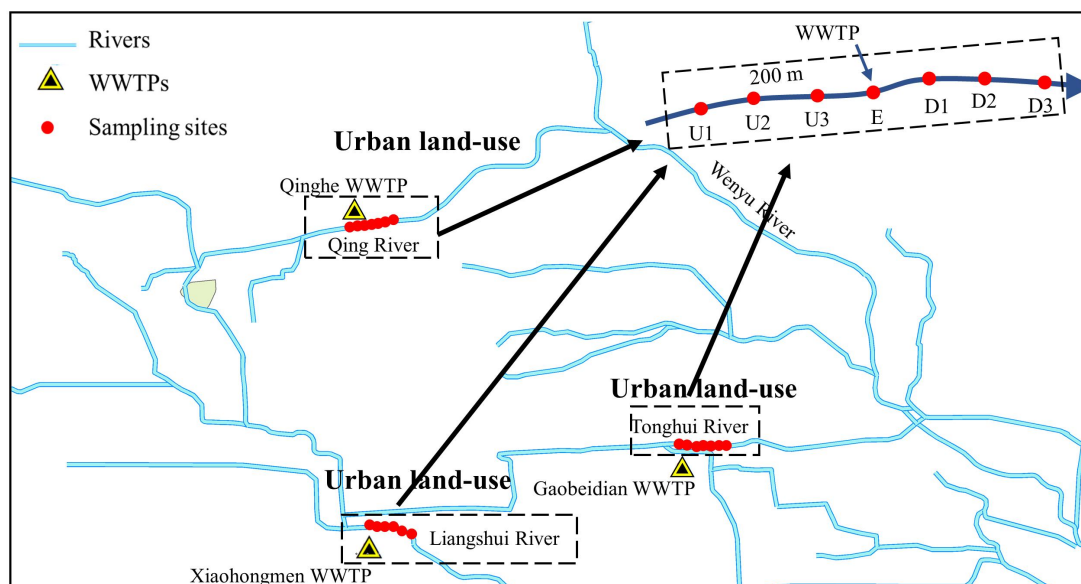 Rivers
WWTPs
Sampling sites
WWTP
200 m
U1
U2
U3
E
D1
D2
D3
Urban land-use
Qinghe WWTP
Qing River
Wenyu River
Urban land-use
Tonghui River
Gaobeidian WWTP
Urban land-use
Liangshui River
Xiaohongmen WWTP